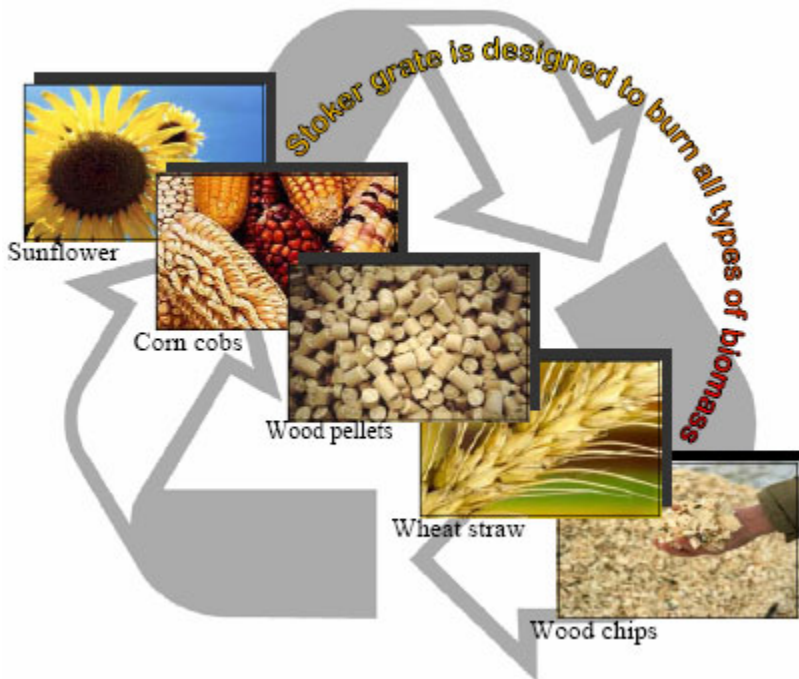 Stoker grate is designed to burn all types of biomass
Sunflower
Corn cobs
Wood pellets
Wheat straw
Wood chips